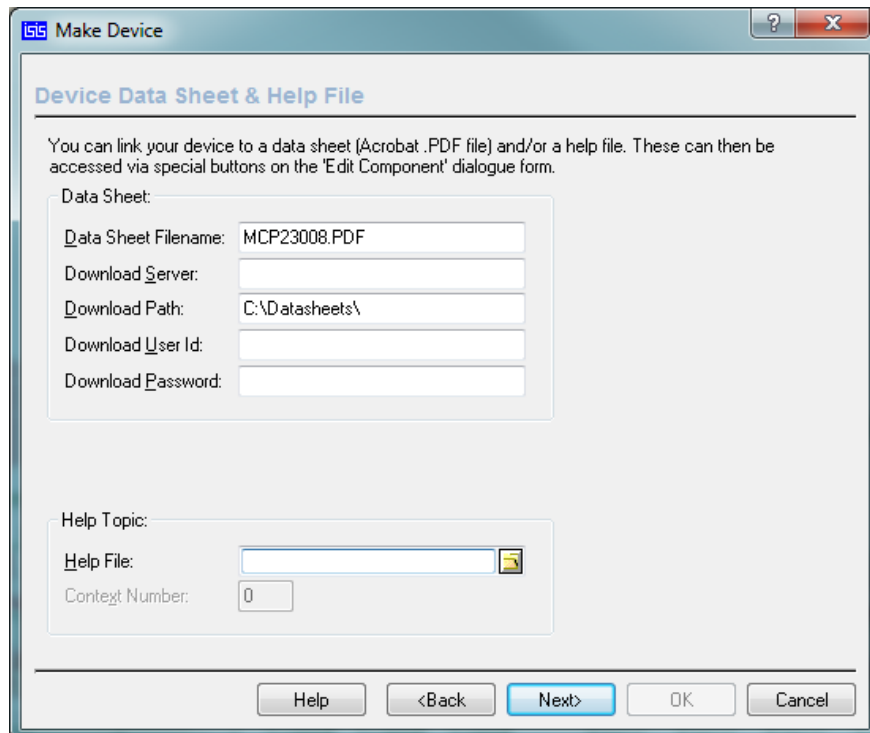 isis Make Device
Device Data Sheet & Help File
You can link your device to a data sheet (Acrobat .PDF file) and/or a help file. These can then be
accessed via special buttons on the 'Edit Component' dialogue form.
Data Sheet:
Data Sheet Filename: MCP23008.PDF
Download Server:
Download Path: C:\Datasheets\
Download User Id:
Download Password:
Help Topic:
Help File:
Context Number: 0
Help <Back Next> OK Cancel